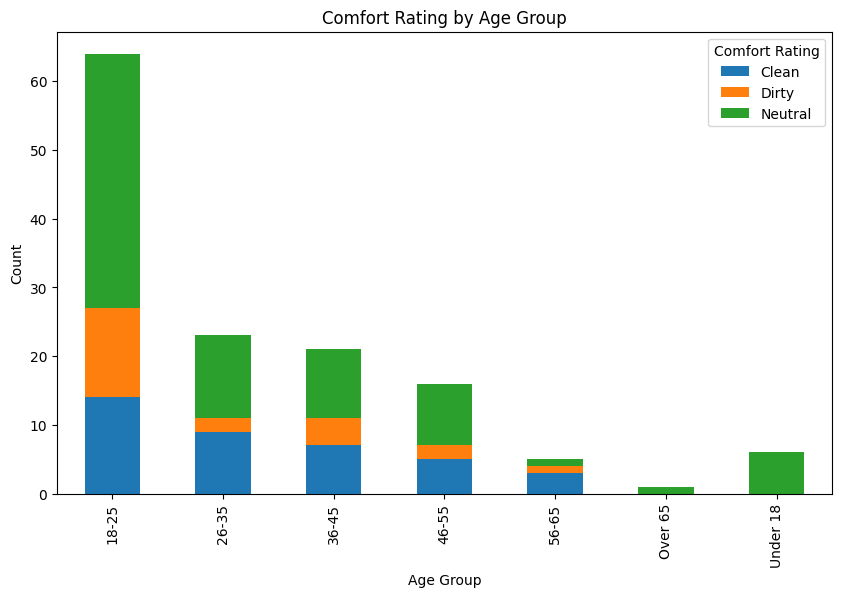 Comfort Rating by Age Group
Comfort Rating
Clean
Dirty
Neutral
Count
60
50
40
30
20
10
0
18-25
26-35
36-45
46-55
56-65
Over 65
Under 18
Age Group